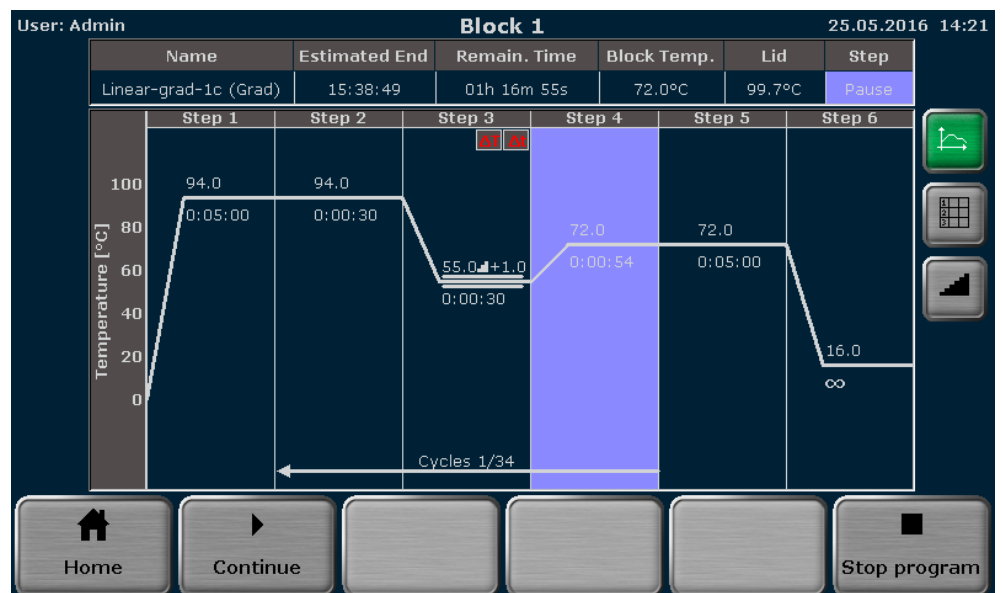 User: Admin Block 1 25.05.2016 14:21
Name Estimated End Remain. Time Block Temp. Lid Step
Linear-grad-1c (Grad) 15:38:49 01h 16m 55s 72.0°C 99.7°C Pause
Step 1 Step 2 Step 3 Step 4 Step 5 Step 6
ΔT Δt
Temperature [°C]
100
80
60
40
20
0
94.0
0:05:00
94.0
0:00:30
55.0 +1.0
0:00:30
72.0
0:00:54
72.0
0:05:00
16.0
∞
Cycles 1/34
1
2
3
Home Continue Stop program